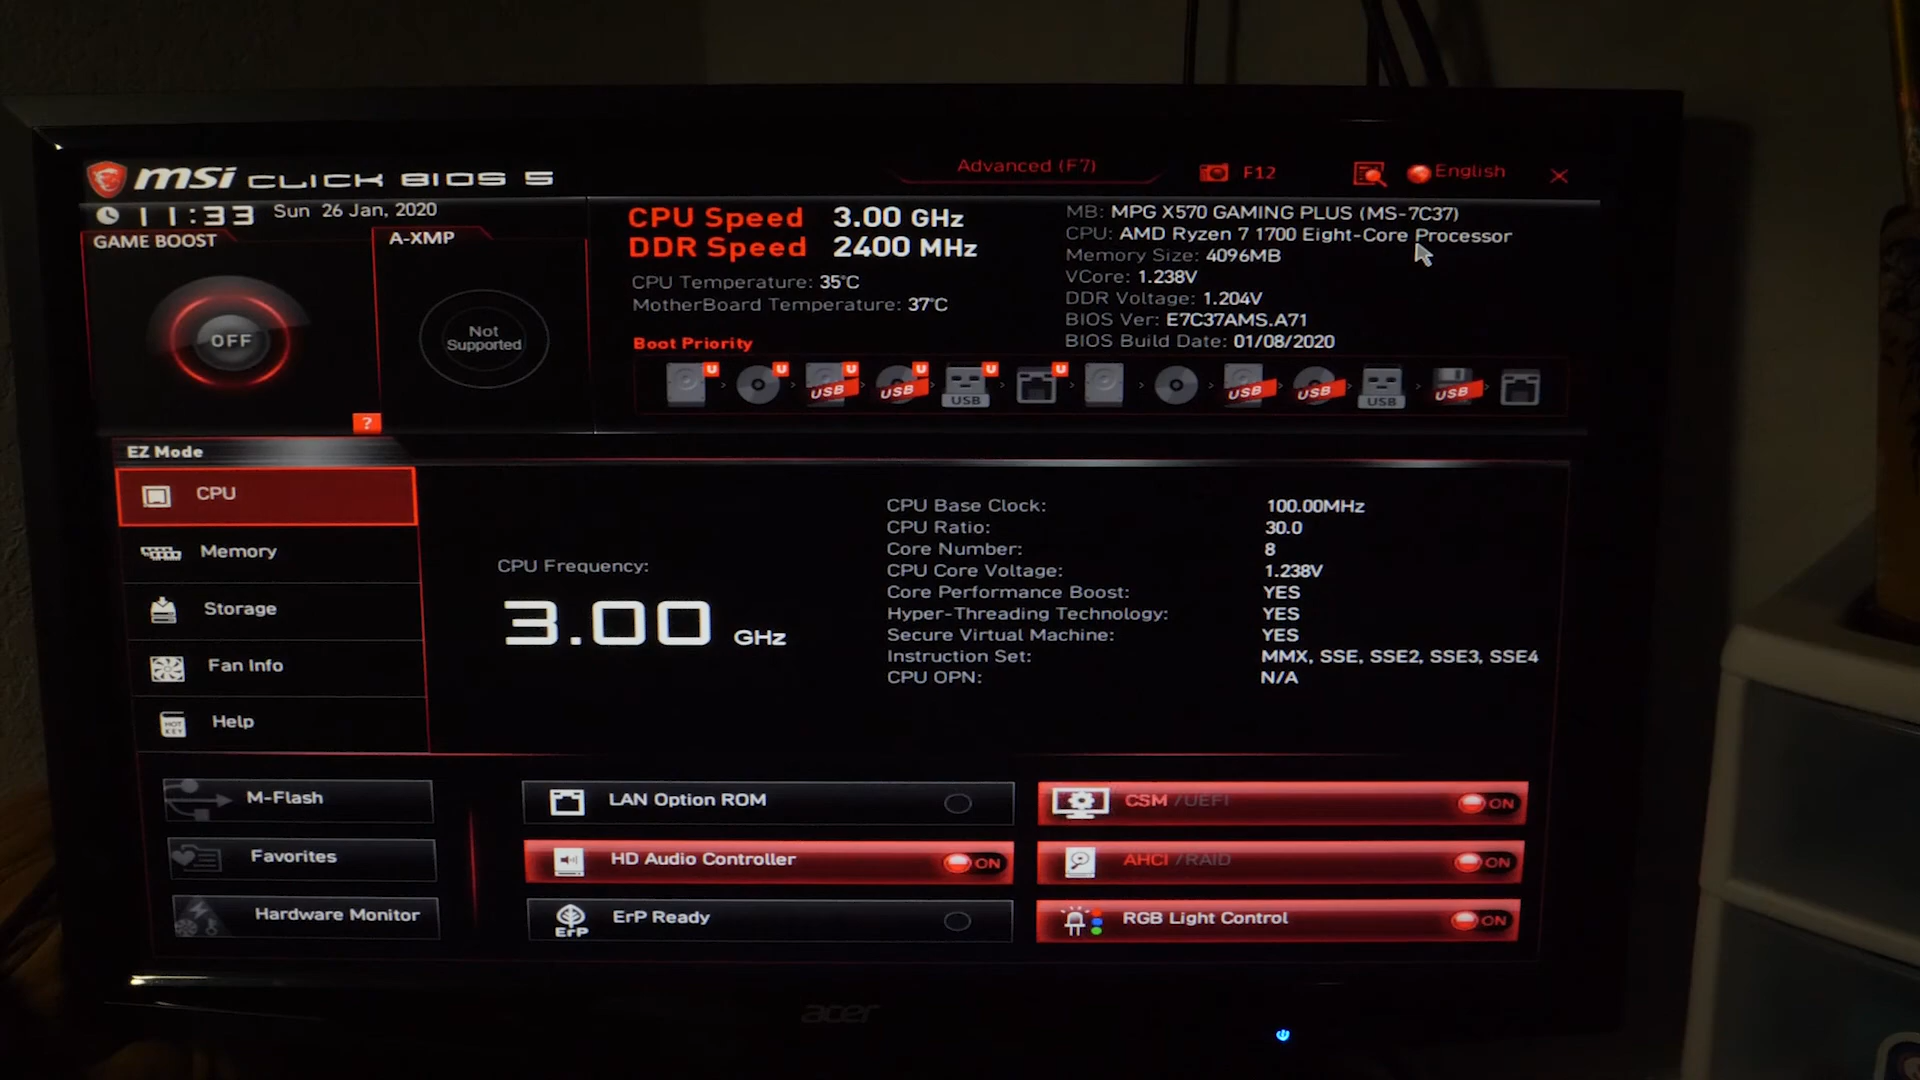 msi CLICK BIOS 5
Advanced (F7)
F12
English
11:33 Sun 26 Jan, 2020
GAME BOOST
OFF
A-XMP
Not
Supported
?
CPU Speed 3.00 GHz
DDR Speed 2400 MHz
CPU Temperature: 35°C
MotherBoard Temperature: 37°C
MB: MPG X570 GAMING PLUS (MS-7C37)
CPU: AMD Ryzen 7 1700 Eight-Core Processor
Memory Size: 4096MB
VCore: 1.238V
DDR Voltage: 1.204V
BIOS Ver: E7C37AMS.A71
BIOS Build Date: 01/08/2020
Boot Priority
U U U U U U
USB USB USB USB USB USB USB
EZ Mode
CPU
Memory
Storage
Fan Info
HOT KEY Help
CPU Frequency:
3.00 GHz
CPU Base Clock: 100.00MHz
CPU Ratio: 30.0
Core Number: 8
CPU Core Voltage: 1.238V
Core Performance Boost: YES
Hyper-Threading Technology: YES
Secure Virtual Machine: YES
Instruction Set: MMX, SSE, SSE2, SSE3, SSE4
CPU OPN: N/A
M-Flash
Favorites
Hardware Monitor
LAN Option ROM
HD Audio Controller ON
ErP ErP Ready
CSM /UEFI ON
AHCI /RAID ON
RGB Light Control ON
acer